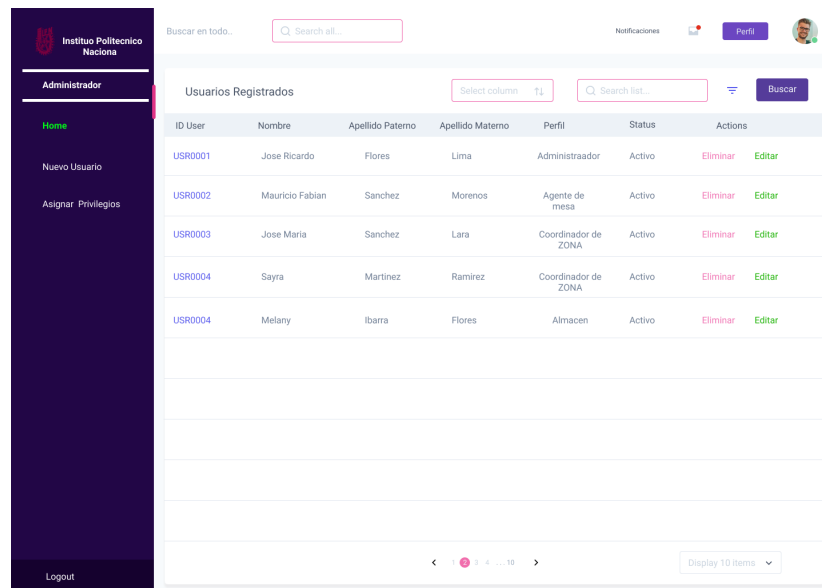 Instituo Politecnico
Naciona
Administrador
Home
Nuevo Usuario
Asignar Privilegios
Logout
Buscar en todo..
Search all...
Notificaciones
Perfil
Usuarios Registrados
Select column
Search list...
Buscar
ID User Nombre Apellido Paterno Apellido Materno Perfil Status Actions
USR0001 Jose Ricardo Flores Lima Administraador Activo Eliminar Editar
USR0002 Mauricio Fabian Sanchez Morenos Agente de mesa Activo Eliminar Editar
USR0003 Jose Maria Sanchez Lara Coordinador de ZONA Activo Eliminar Editar
USR0004 Sayra Martinez Ramirez Coordinador de ZONA Activo Eliminar Editar
USR0004 Melany Ibarra Flores Almacen Activo Eliminar Editar
1 2 3 4 ... 10
Display 10 items